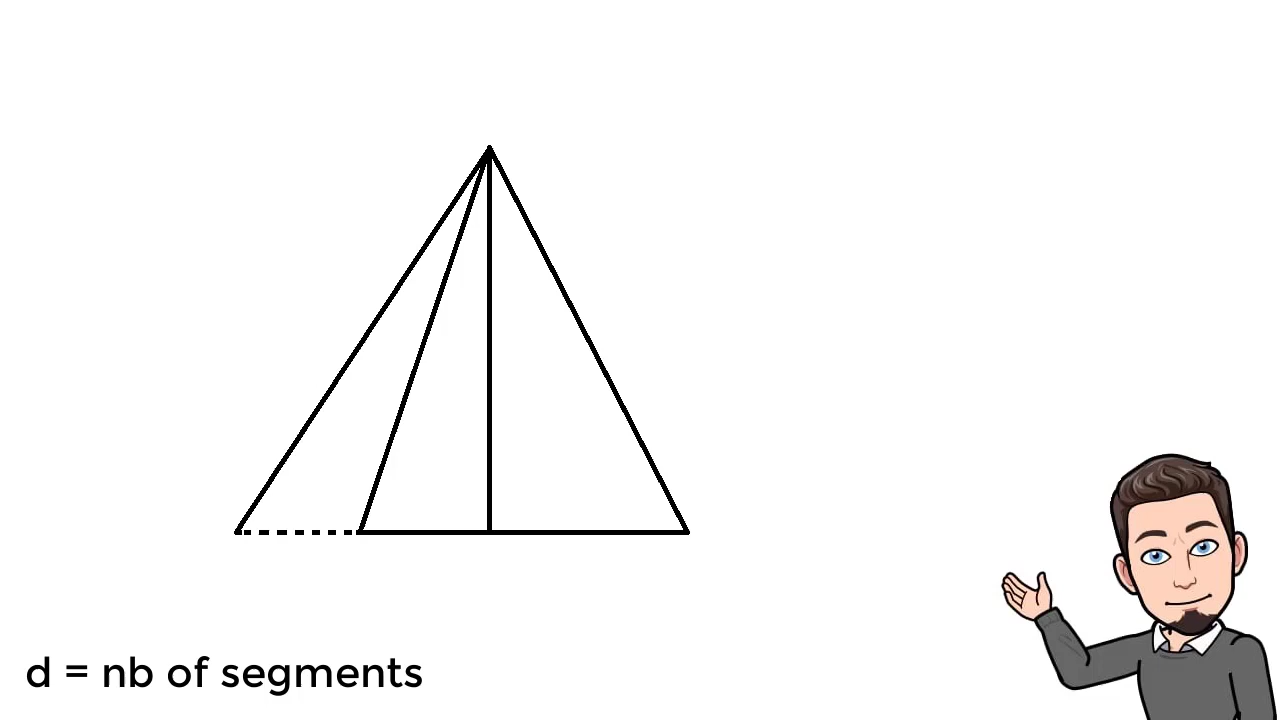 d = nb of segments